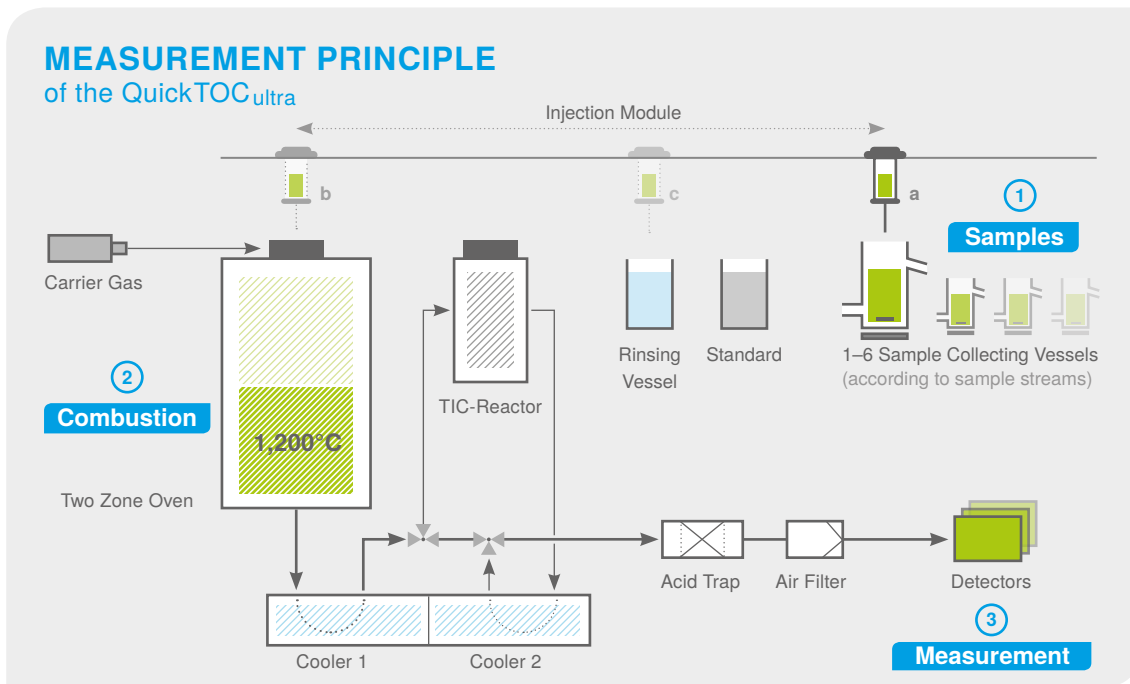 MEASUREMENT PRINCIPLE
of the QuickTOCultra
Injection Module
b
c
a
1
Samples
Carrier Gas
Rinsing
Vessel
Standard
1–6 Sample Collecting Vessels
(according to sample streams)
2
Combustion
TIC-Reactor
1,200°C
Two Zone Oven
Acid Trap
Air Filter
Detectors
3
Measurement
Cooler 1
Cooler 2